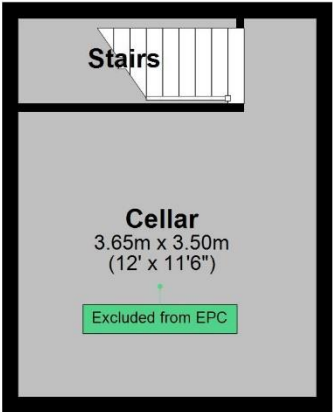 Stairs
Cellar
3.65m x 3.50m
(12' x 11'6")
Excluded from EPC